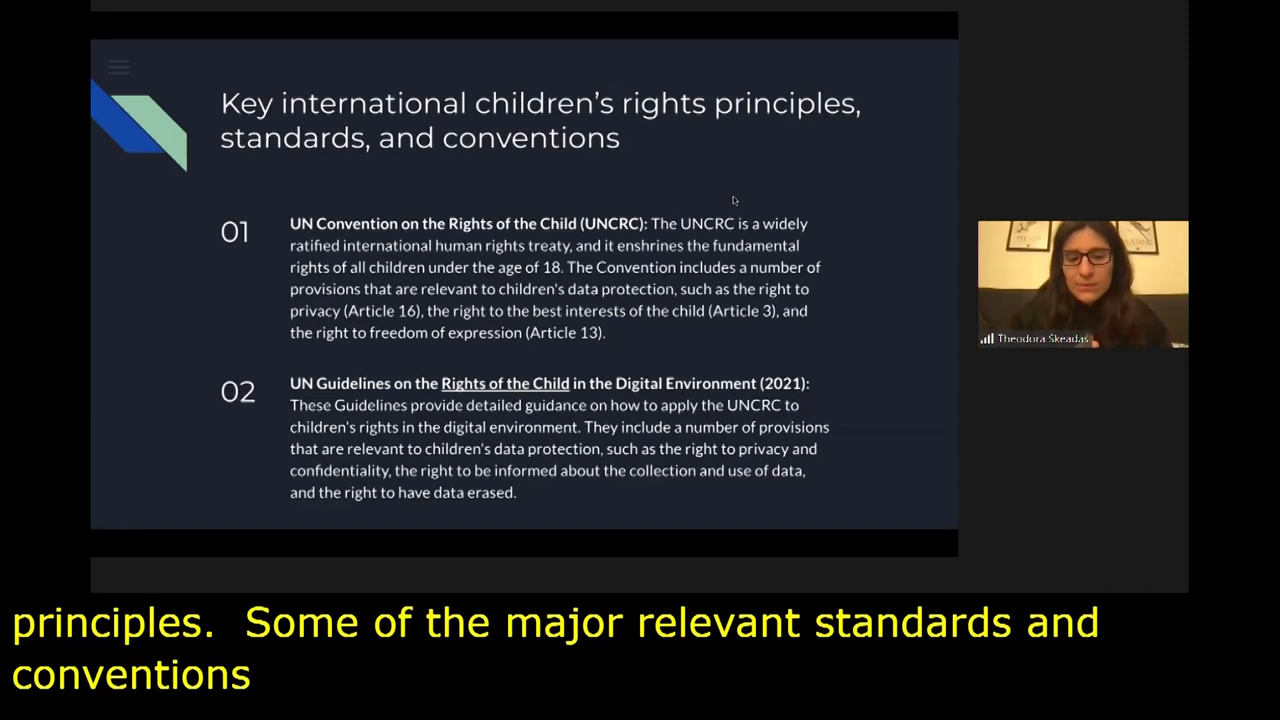 Key international children's rights principles,
standards, and conventions
01
UN Convention on the Rights of the Child (UNCRC): The UNCRC is a widely
ratified international human rights treaty, and it enshrines the fundamental
rights of all children under the age of 18. The Convention includes a number of
provisions that are relevant to children's data protection, such as the right to
privacy (Article 16), the right to the best interests of the child (Article 3), and
the right to freedom of expression (Article 13).
02
UN Guidelines on the Rights of the Child in the Digital Environment (2021):
These Guidelines provide detailed guidance on how to apply the UNCRC to
children's rights in the digital environment. They include a number of provisions
that are relevant to children's data protection, such as the right to privacy and
confidentiality, the right to be informed about the collection and use of data,
and the right to have data erased.
Theodora Skeadas
principles.  Some of the major relevant standards and
conventions